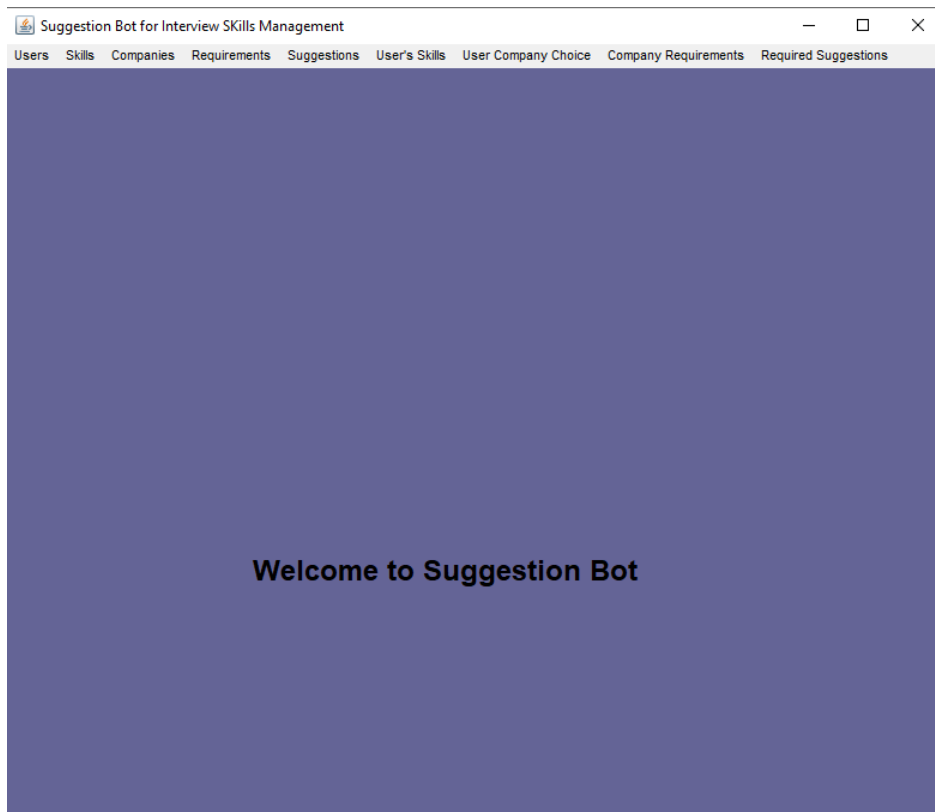 Suggestion Bot for Interview SKills Management
Users Skills Companies Requirements Suggestions User's Skills User Company Choice Company Requirements Required Suggestions
Welcome to Suggestion Bot